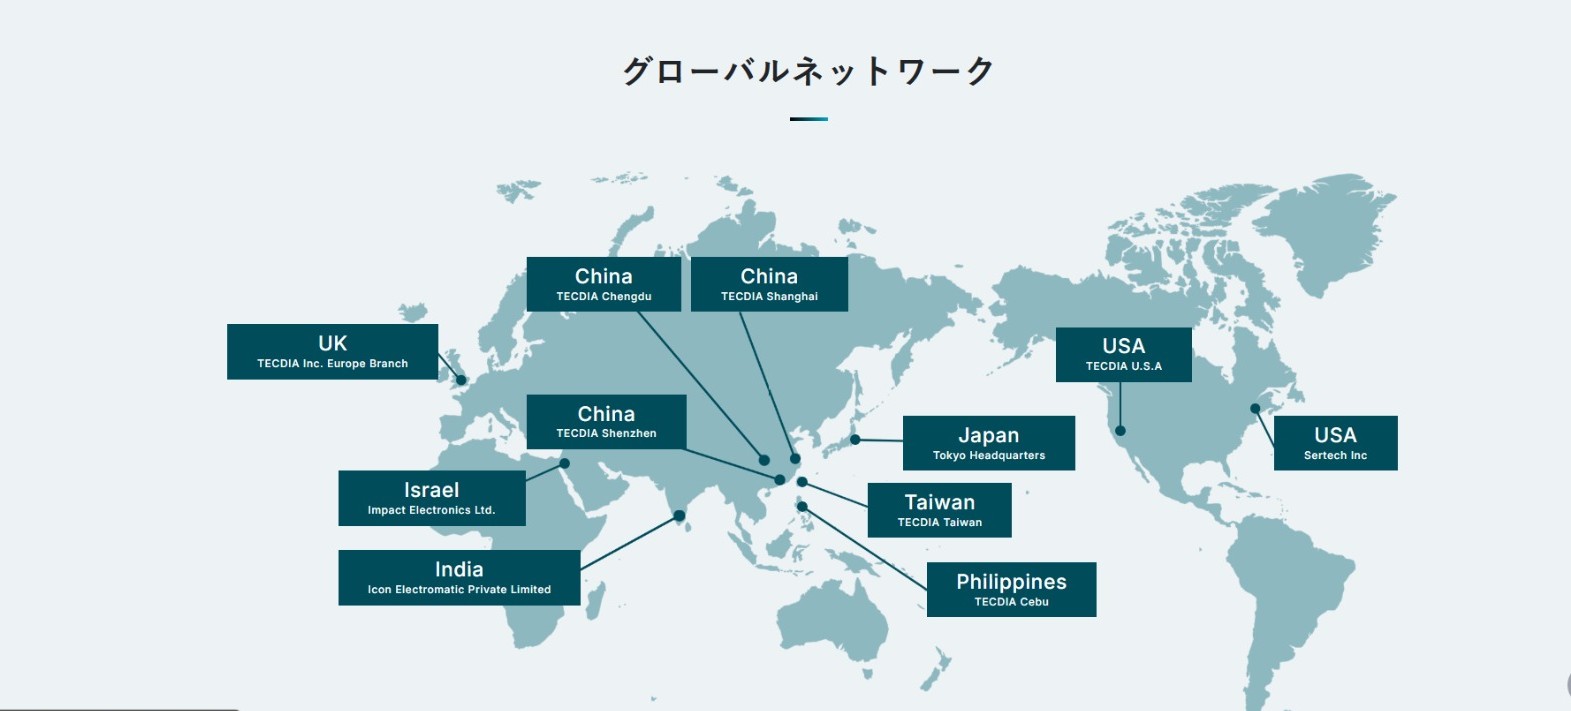 グローバルネットワーク
China
TECDIA Chengdu
China
TECDIA Shanghai
UK
TECDIA Inc. Europe Branch
USA
TECDIA U.S.A
China
TECDIA Shenzhen
Japan
Tokyo Headquarters
USA
Sertech Inc
Israel
Impact Electronics Ltd.
Taiwan
TECDIA Taiwan
India
Icon Electromatic Private Limited
Philippines
TECDIA Cebu